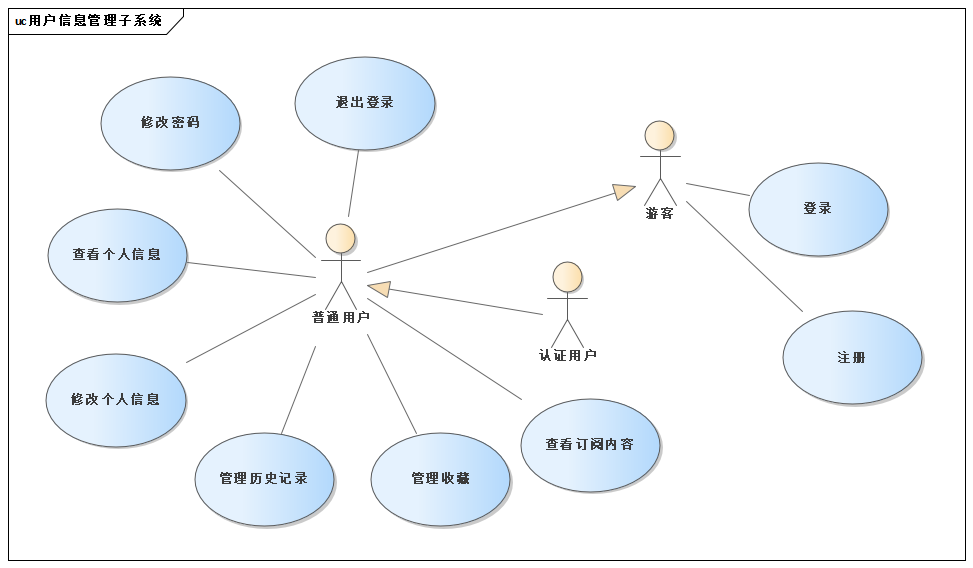 uc用户信息管理子系统
退出登录
修改密码
游客
登录
查看个人信息
普通用户
认证用户
注册
修改个人信息
查看订阅内容
管理历史记录
管理收藏